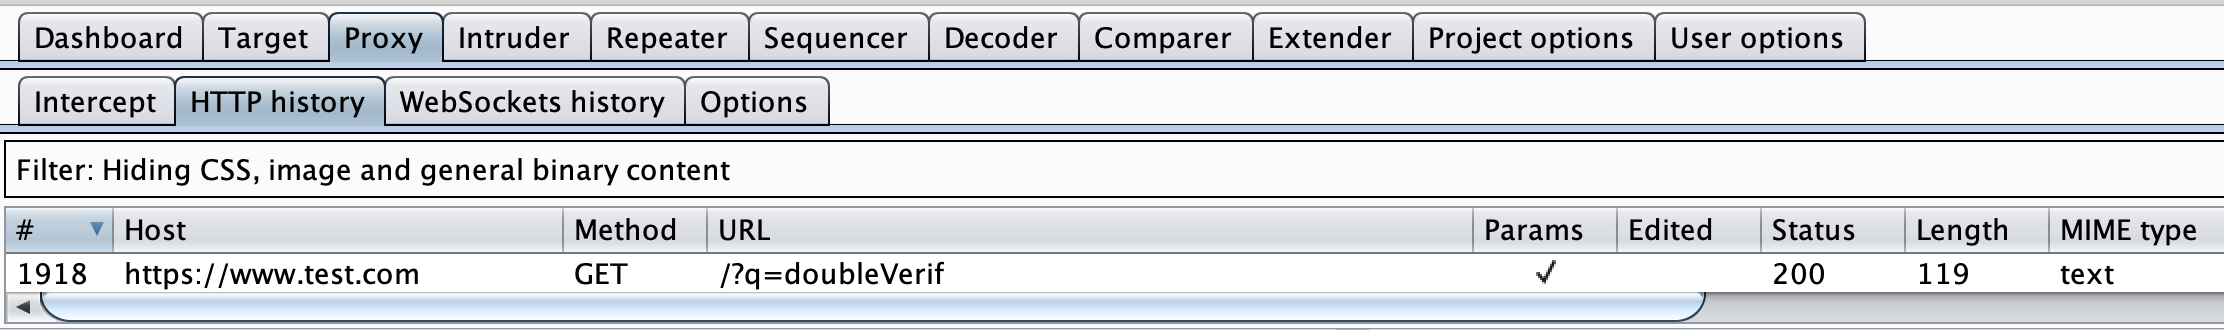 Dashboard Target Proxy Intruder Repeater Sequencer Decoder Comparer Extender Project options User options
Intercept HTTP history WebSockets history Options
Filter: Hiding CSS, image and general binary content
# Host Method URL Params Edited Status Length MIME type
1918 https://www.test.com GET /?q=doubleVerif ✓ 200 119 text